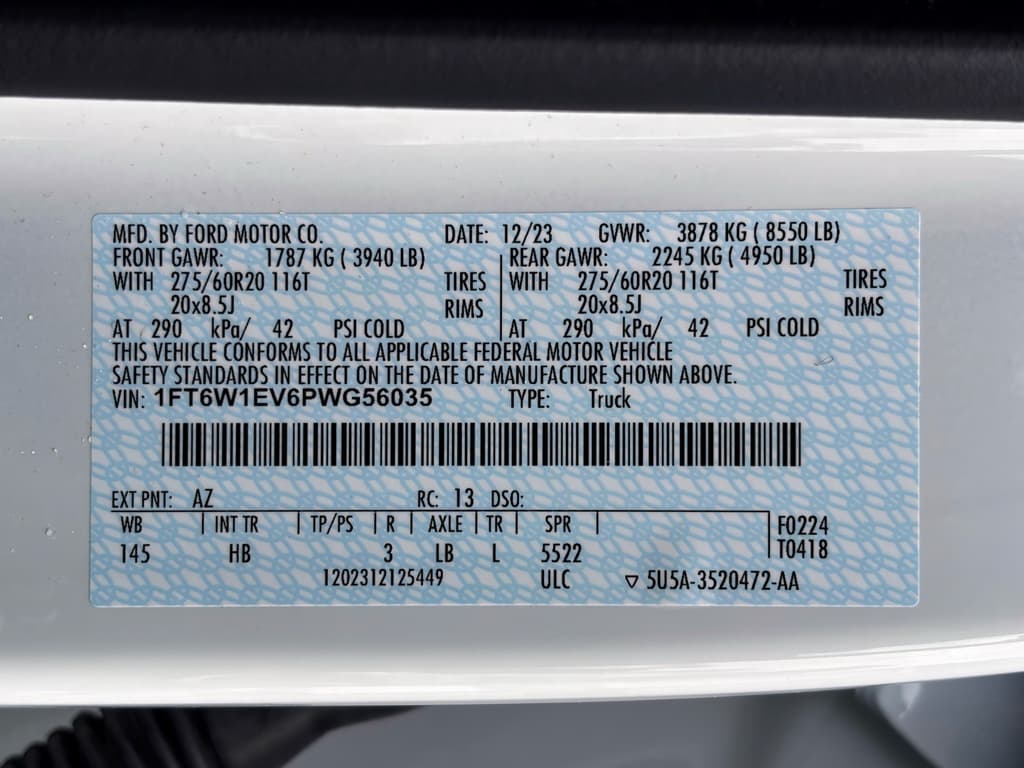 MFD. BY FORD MOTOR CO. DATE: 12/23 GVWR: 3878 KG ( 8550 LB)
FRONT GAWR: 1787 KG ( 3940 LB) REAR GAWR: 2245 KG ( 4950 LB)
WITH 275/60R20 116T TIRES WITH 275/60R20 116T TIRES
20x8.5J RIMS 20x8.5J RIMS
AT 290 kPa/ 42 PSI COLD AT 290 kPa/ 42 PSI COLD
THIS VEHICLE CONFORMS TO ALL APPLICABLE FEDERAL MOTOR VEHICLE
SAFETY STANDARDS IN EFFECT ON THE DATE OF MANUFACTURE SHOWN ABOVE.
VIN: 1FT6W1EV6PWG56035 TYPE: Truck
EXT PNT: AZ RC: 13 DSO:
WB | INT TR | TP/PS | R | AXLE | TR | SPR | F0224
145 HB 3 LB L 5522 T0418
1202312125449 ULC ▽ 5U5A-3520472-AA